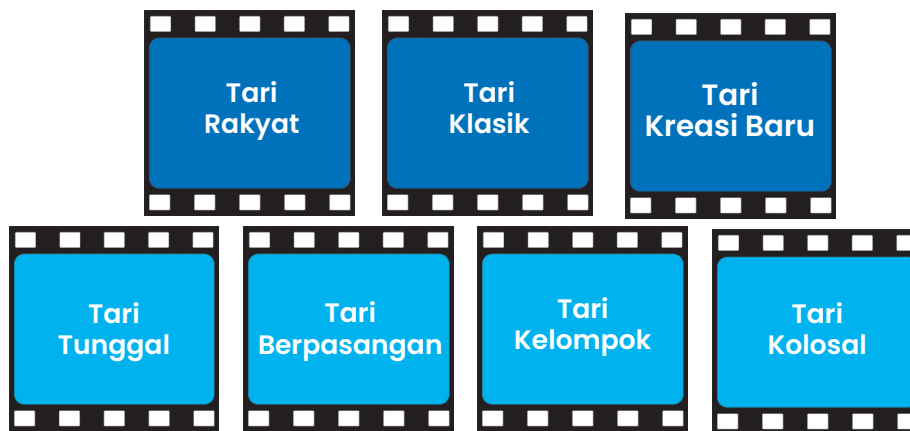 Tari
Rakyat
Tari
Klasik
Tari
Kreasi Baru
Tari
Tunggal
Tari
Berpasangan
Tari
Kelompok
Tari
Kolosal